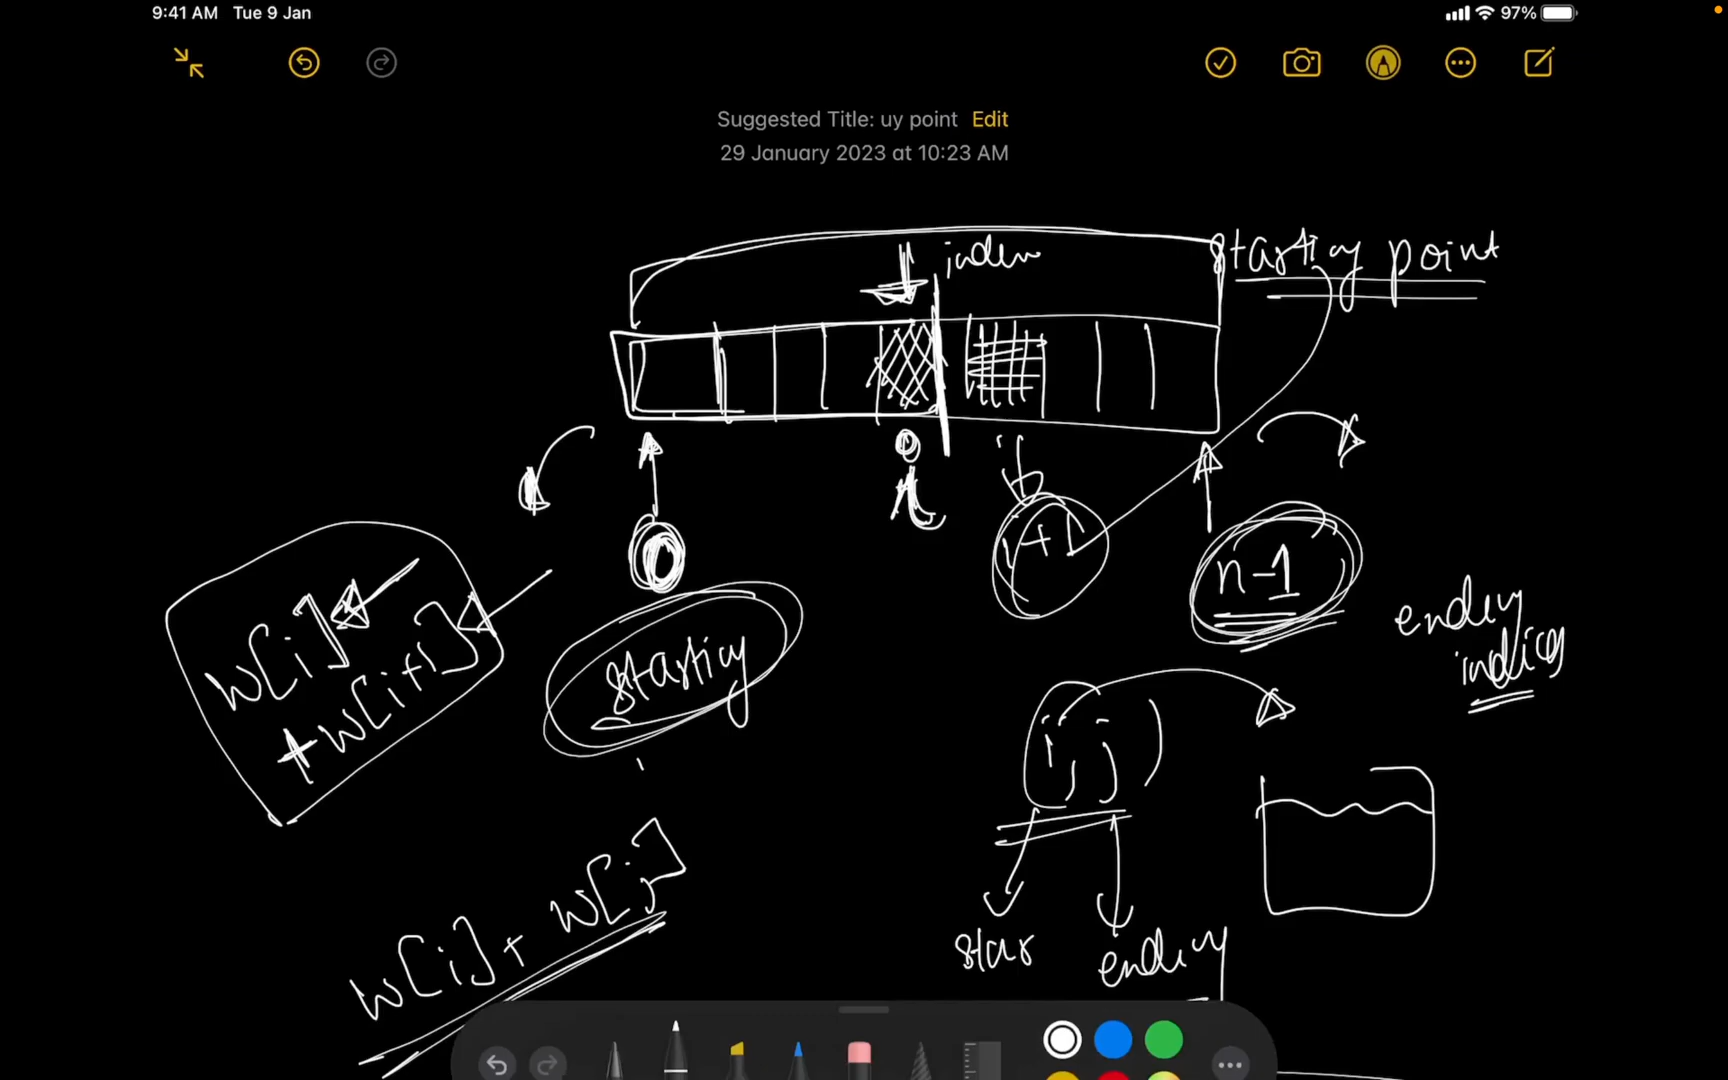 9:41 AM Tue 9 Jan
97%
Suggested Title: uy point Edit
29 January 2023 at 10:23 AM
index
starting point
0
i
i+1
n-1
w[i]
+w[i+1]
starting
ending
indices
i j
w[i]+ w[j]
ending